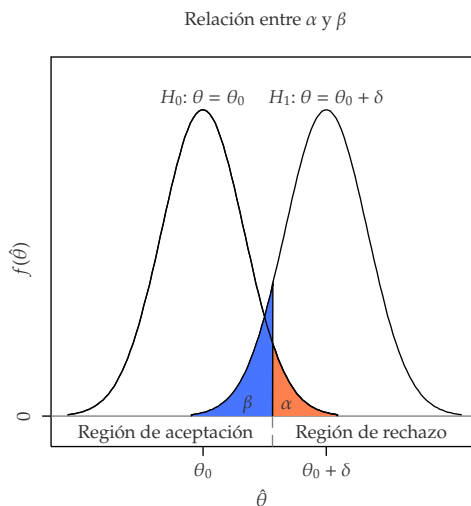 Relación entre α y β
H₀: θ = θ₀ H₁: θ = θ₀ + δ
f(θ̂)
β α
0
Región de aceptación Región de rechazo
θ₀ θ₀ + δ
θ̂